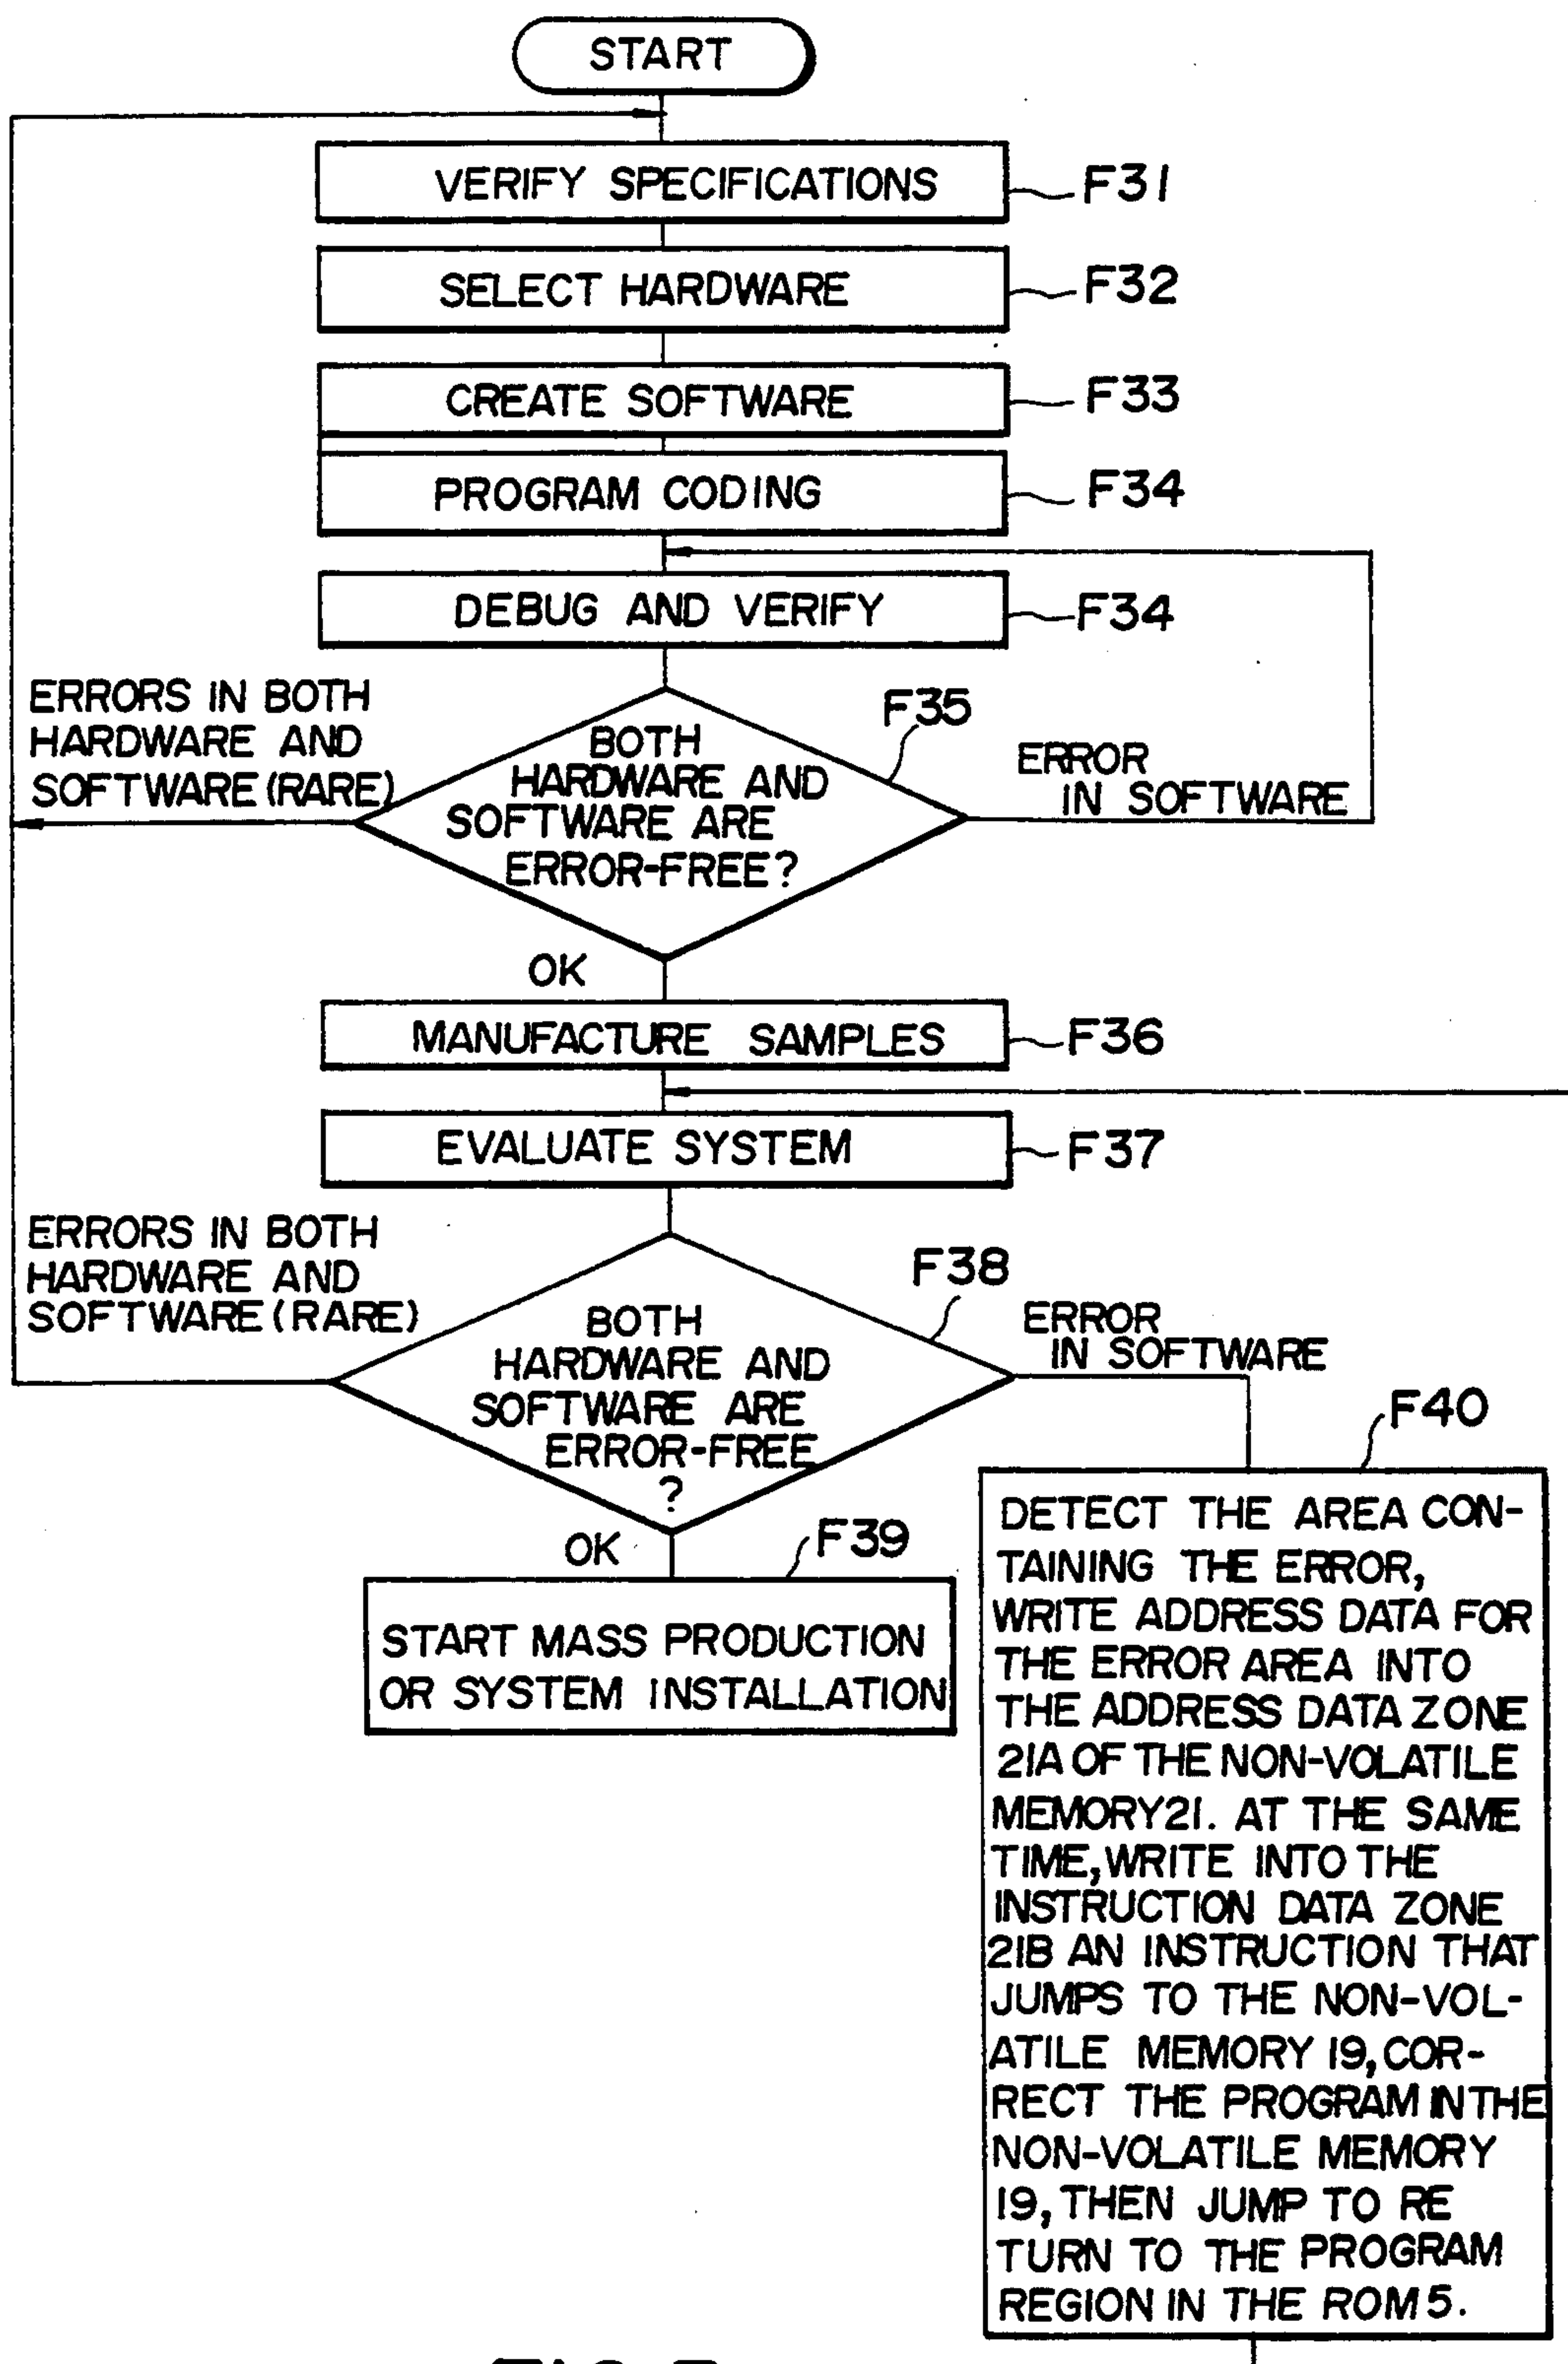 START
VERIFY SPECIFICATIONS
F31
SELECT HARDWARE
F32
CREATE SOFTWARE
F33
PROGRAM CODING
F34
DEBUG AND VERIFY
F34
ERRORS IN BOTH
HARDWARE AND
SOFTWARE (RARE)
F35
BOTH
HARDWARE AND
SOFTWARE ARE
ERROR-FREE?
ERROR
IN SOFTWARE
OK
MANUFACTURE SAMPLES
F36
EVALUATE SYSTEM
F37
ERRORS IN BOTH
HARDWARE AND
SOFTWARE (RARE)
F38
BOTH
HARDWARE AND
SOFTWARE ARE
ERROR-FREE
?
ERROR
IN SOFTWARE
OK
F39
START MASS PRODUCTION
OR SYSTEM INSTALLATION
F40
DETECT THE AREA CON-
TAINING THE ERROR,
WRITE ADDRESS DATA FOR
THE ERROR AREA INTO
THE ADDRESS DATA ZONE
21A OF THE NON-VOLATILE
MEMORY21. AT THE SAME
TIME,WRITE INTO THE
INSTRUCTION DATA ZONE
21B AN INSTRUCTION THAT
JUMPS TO THE NON-VOL-
ATILE MEMORY 19,COR-
RECT THE PROGRAM IN THE
NON-VOLATILE MEMORY
19,THEN JUMP TO RE
TURN TO THE PROGRAM
REGION IN THE ROM 5.